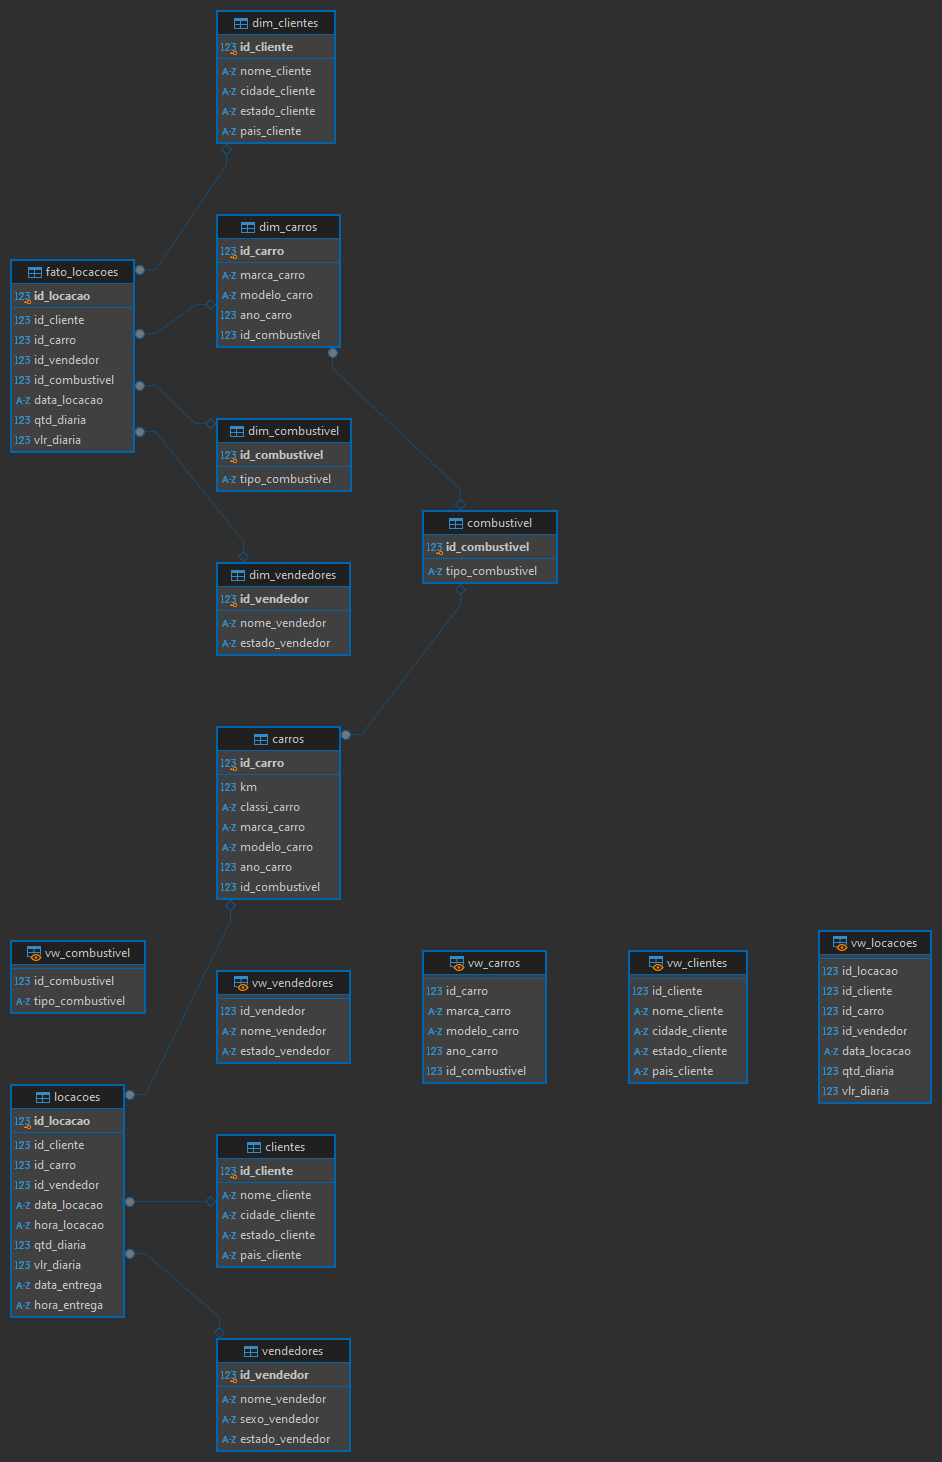 dim_clientes
123 id_cliente
A-Z nome_cliente
A-Z cidade_cliente
A-Z estado_cliente
A-Z pais_cliente
dim_carros
123 id_carro
A-Z marca_carro
A-Z modelo_carro
123 ano_carro
123 id_combustivel
fato_locacoes
123 id_locacao
123 id_cliente
123 id_carro
123 id_vendedor
123 id_combustivel
A-Z data_locacao
123 qtd_diaria
123 vlr_diaria
dim_combustivel
123 id_combustivel
A-Z tipo_combustivel
combustivel
123 id_combustivel
A-Z tipo_combustivel
dim_vendedores
123 id_vendedor
A-Z nome_vendedor
A-Z estado_vendedor
carros
123 id_carro
123 km
A-Z classi_carro
A-Z marca_carro
A-Z modelo_carro
123 ano_carro
123 id_combustivel
vw_combustivel
123 id_combustivel
A-Z tipo_combustivel
vw_vendedores
123 id_vendedor
A-Z nome_vendedor
A-Z estado_vendedor
vw_carros
123 id_carro
A-Z marca_carro
A-Z modelo_carro
123 ano_carro
123 id_combustivel
vw_clientes
123 id_cliente
A-Z nome_cliente
A-Z cidade_cliente
A-Z estado_cliente
A-Z pais_cliente
vw_locacoes
123 id_locacao
123 id_cliente
123 id_carro
123 id_vendedor
A-Z data_locacao
123 qtd_diaria
123 vlr_diaria
locacoes
123 id_locacao
123 id_cliente
123 id_carro
123 id_vendedor
A-Z data_locacao
A-Z hora_locacao
123 qtd_diaria
123 vlr_diaria
A-Z data_entrega
A-Z hora_entrega
clientes
123 id_cliente
A-Z nome_cliente
A-Z cidade_cliente
A-Z estado_cliente
A-Z pais_cliente
vendedores
123 id_vendedor
A-Z nome_vendedor
A-Z sexo_vendedor
A-Z estado_vendedor